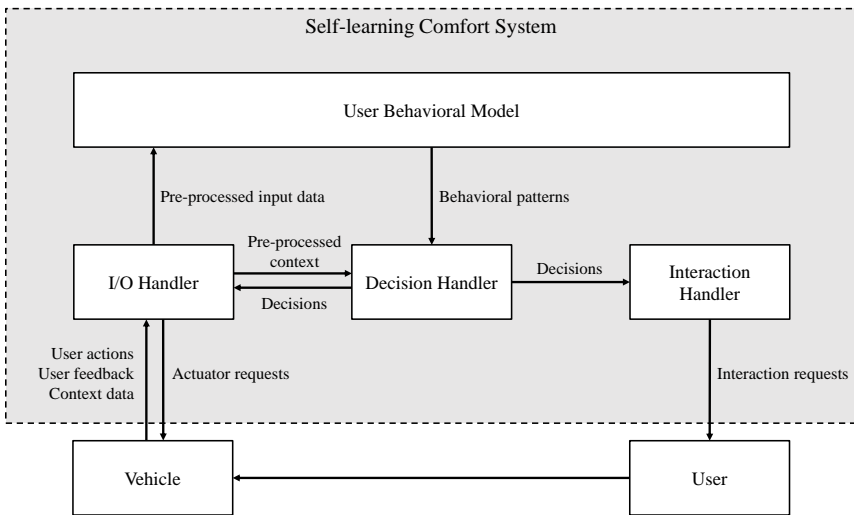 Self-learning Comfort System
User Behavioral Model
Pre-processed input data
Behavioral patterns
I/O Handler
Pre-processed
context
Decisions
Decision Handler
Decisions
Interaction
Handler
User actions
User feedback
Context data
Actuator requests
Interaction requests
Vehicle
User